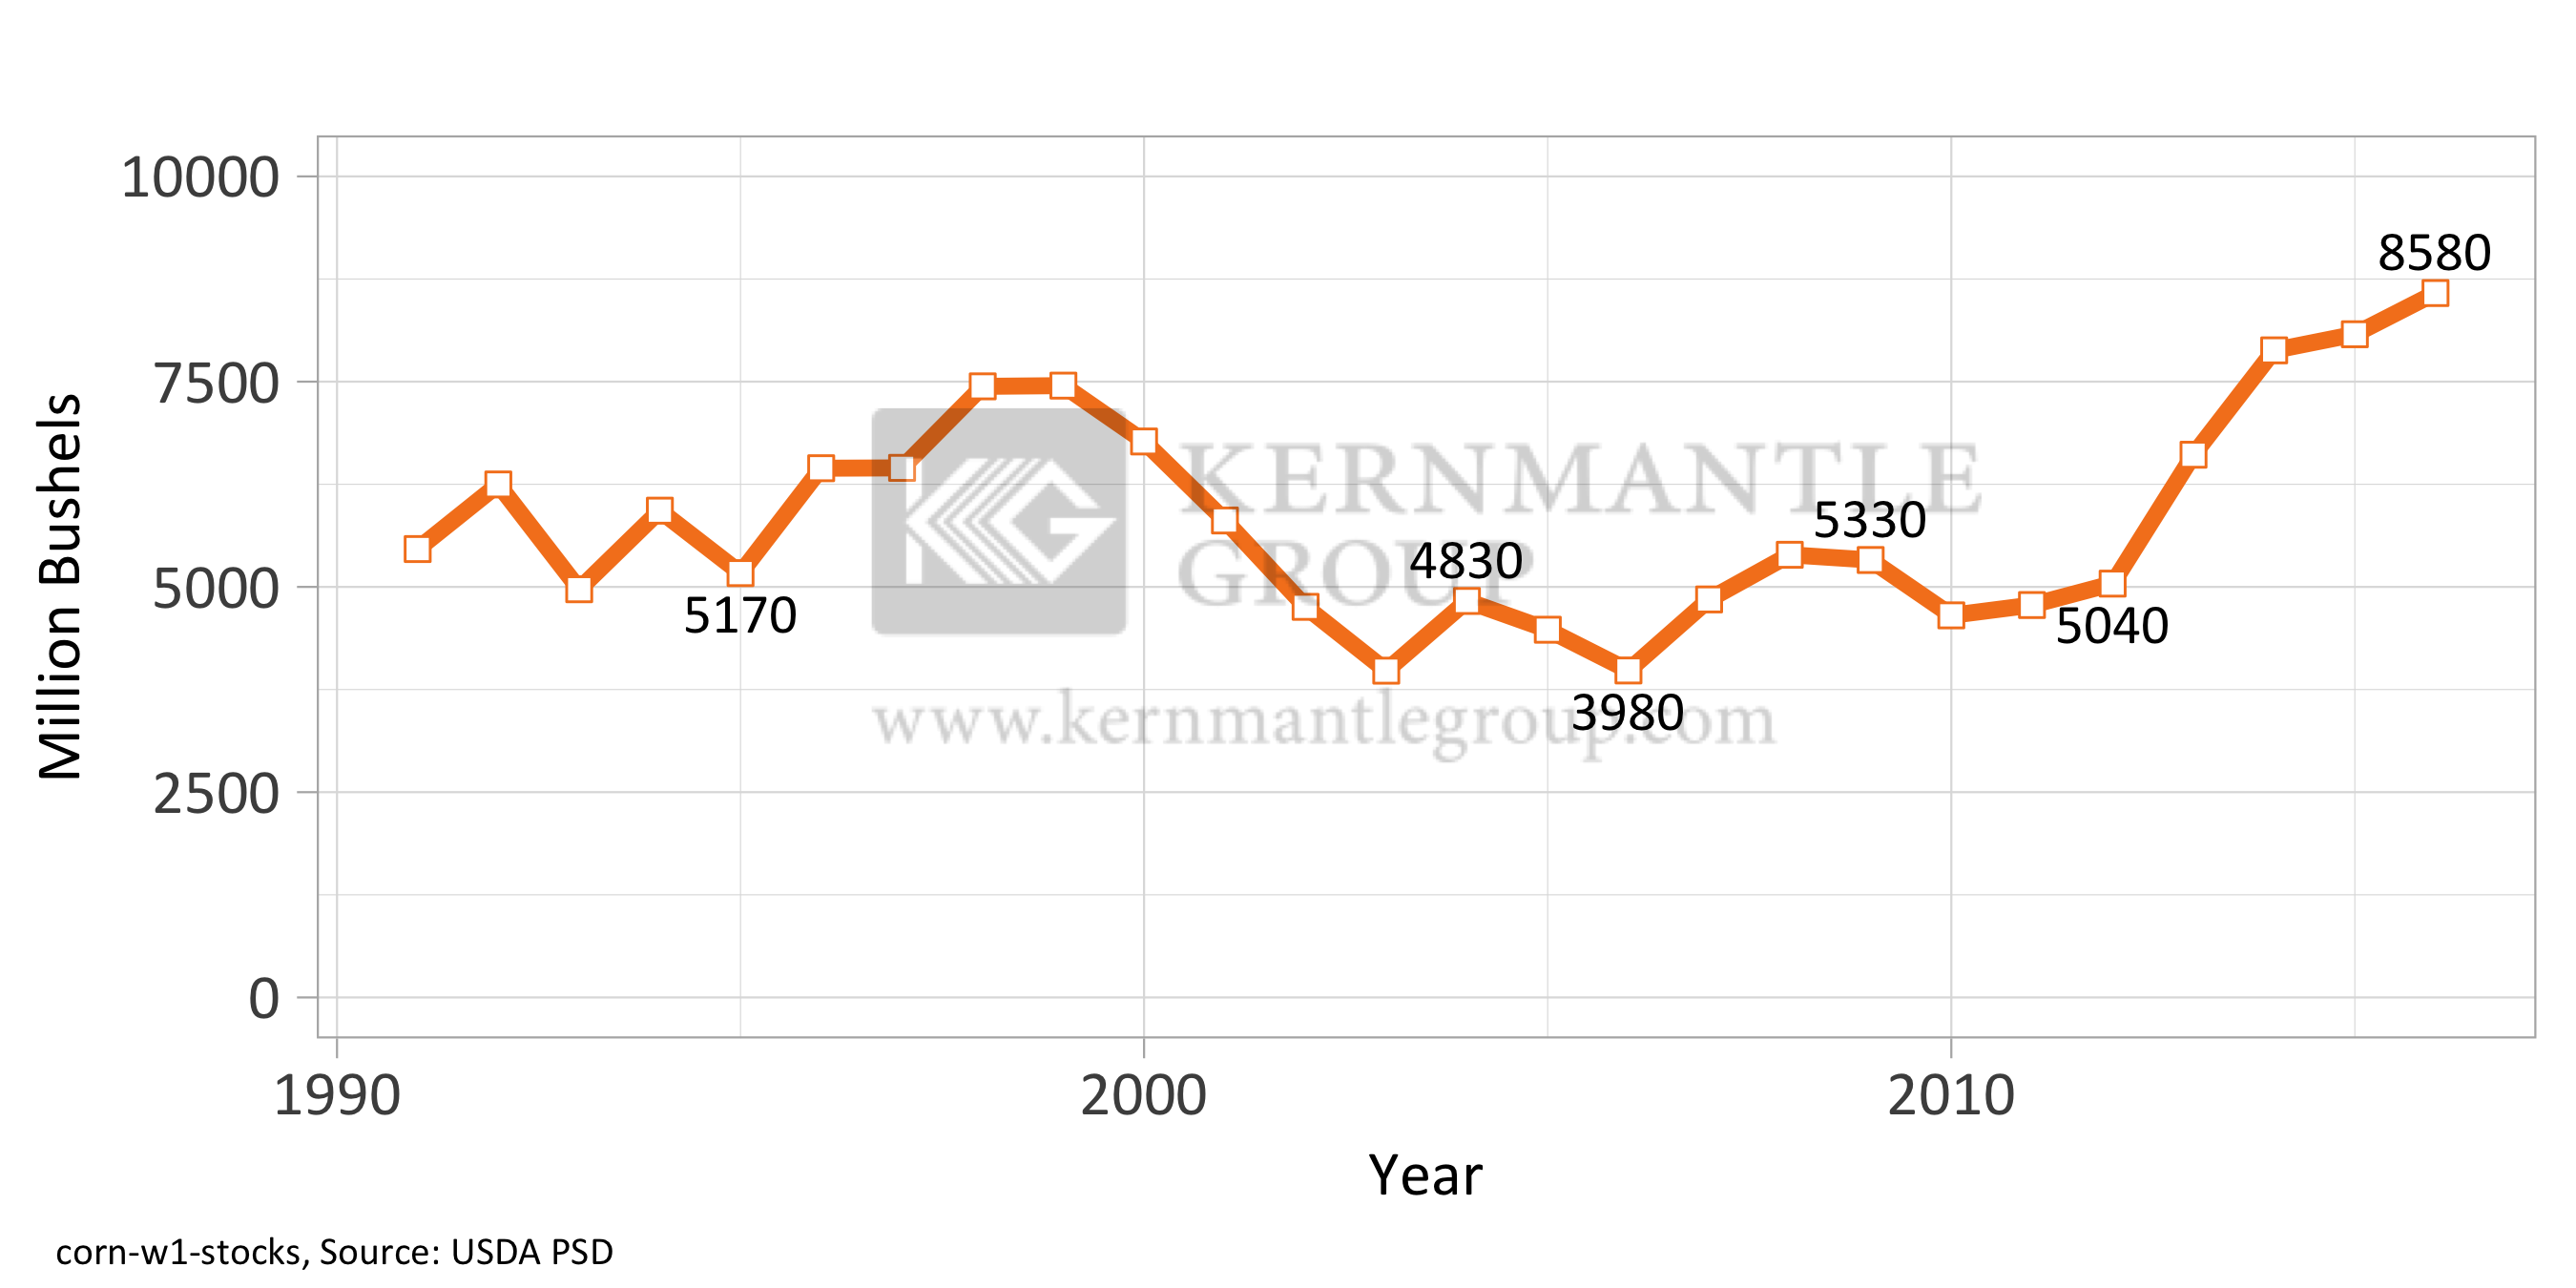 10000
7500
5000
2500
0
Million Bushels
8580
5330
4830
5170
5040
3980
KERNMANTLE
GROUP
KG
www.kernmantlegroup.com
1990
2000
2010
Year
corn-w1-stocks, Source: USDA PSD